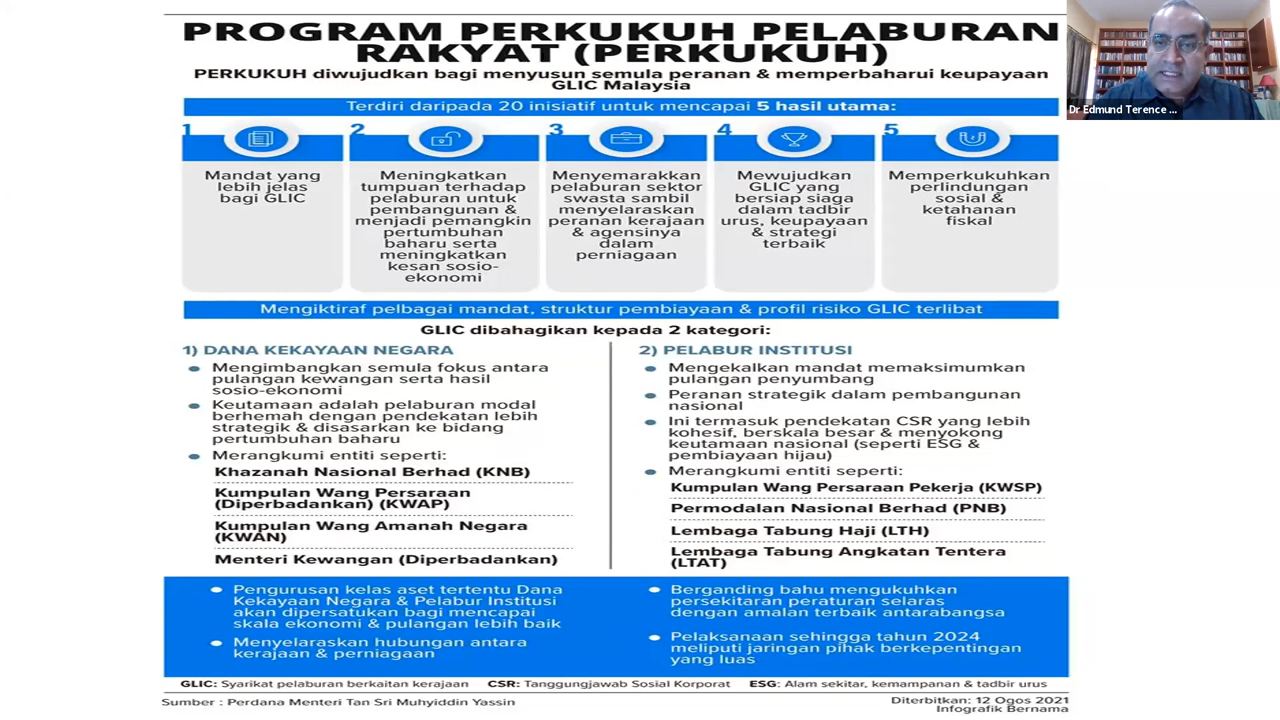 PROGRAM PERKUKUH PELABURAN
RAKYAT (PERKUKUH)
PERKUKUH diwujudkan bagi menyusun semula peranan & memperbaharui keupayaan
GLIC Malaysia
Terdiri daripada 20 inisiatif untuk mencapai 5 hasil utama:
1
Mandat yang
lebih jelas
bagi GLIC
2
Meningkatkan
tumpuan terhadap
pelaburan untuk
pembangunan &
menjadi pemangkin
pertumbuhan
baharu serta
meningkatkan
kesan sosio-
ekonomi
3
Menyemarakkan
pelaburan sektor
swasta sambil
menyelaraskan
peranan kerajaan
& agensinya
dalam
perniagaan
4
Mewujudkan
GLIC yang
bersiap siaga
dalam tadbir
urus, keupayaan
& strategi
terbaik
5
Memperkukuhkan
perlindungan
sosial &
ketahanan
fiskal
Mengiktiraf pelbagai mandat, struktur pembiayaan & profil risiko GLIC terlibat
GLIC dibahagikan kepada 2 kategori:
1) DANA KEKAYAAN NEGARA
Mengimbangkan semula fokus antara
pulangan kewangan serta hasil
sosio-ekonomi
Keutamaan adalah pelaburan modal
berhemah dengan pendekatan lebih
strategik & disasarkan ke bidang
pertumbuhan baharu
Merangkumi entiti seperti:
Khazanah Nasional Berhad (KNB)
Kumpulan Wang Persaraan
(Diperbadankan) (KWAP)
Kumpulan Wang Amanah Negara
(KWAN)
Menteri Kewangan (Diperbadankan)
2) PELABUR INSTITUSI
Mengekalkan mandat memaksimumkan
pulangan penyumbang
Peranan strategik dalam pembangunan
nasional
Ini termasuk pendekatan CSR yang lebih
kohesif, berskala besar & menyokong
keutamaan nasional (seperti ESG &
pembiayaan hijau)
Merangkumi entiti seperti:
Kumpulan Wang Persaraan Pekerja (KWSP)
Permodalan Nasional Berhad (PNB)
Lembaga Tabung Haji (LTH)
Lembaga Tabung Angkatan Tentera
(LTAT)
Pengurusan kelas aset tertentu Dana
Kekayaan Negara & Pelabur Institusi
akan dipersatukan bagi mencapai
skala ekonomi & pulangan lebih baik
Menyelaraskan hubungan antara
kerajaan & perniagaan
Berganding bahu mengukuhkan
persekitaran peraturan selaras
dengan amalan terbaik antarabangsa
Pelaksanaan sehingga tahun 2024
meliputi jaringan pihak berkepentingan
yang luas
GLIC: Syarikat pelaburan berkaitan kerajaan CSR: Tanggungjawab Sosial Korporat ESG: Alam sekitar, kemampanan & tadbir urus
Sumber : Perdana Menteri Tan Sri Muhyiddin Yassin
Diterbitkan: 12 Ogos 2021
Infografik Bernama
Dr Edmund Terence ...